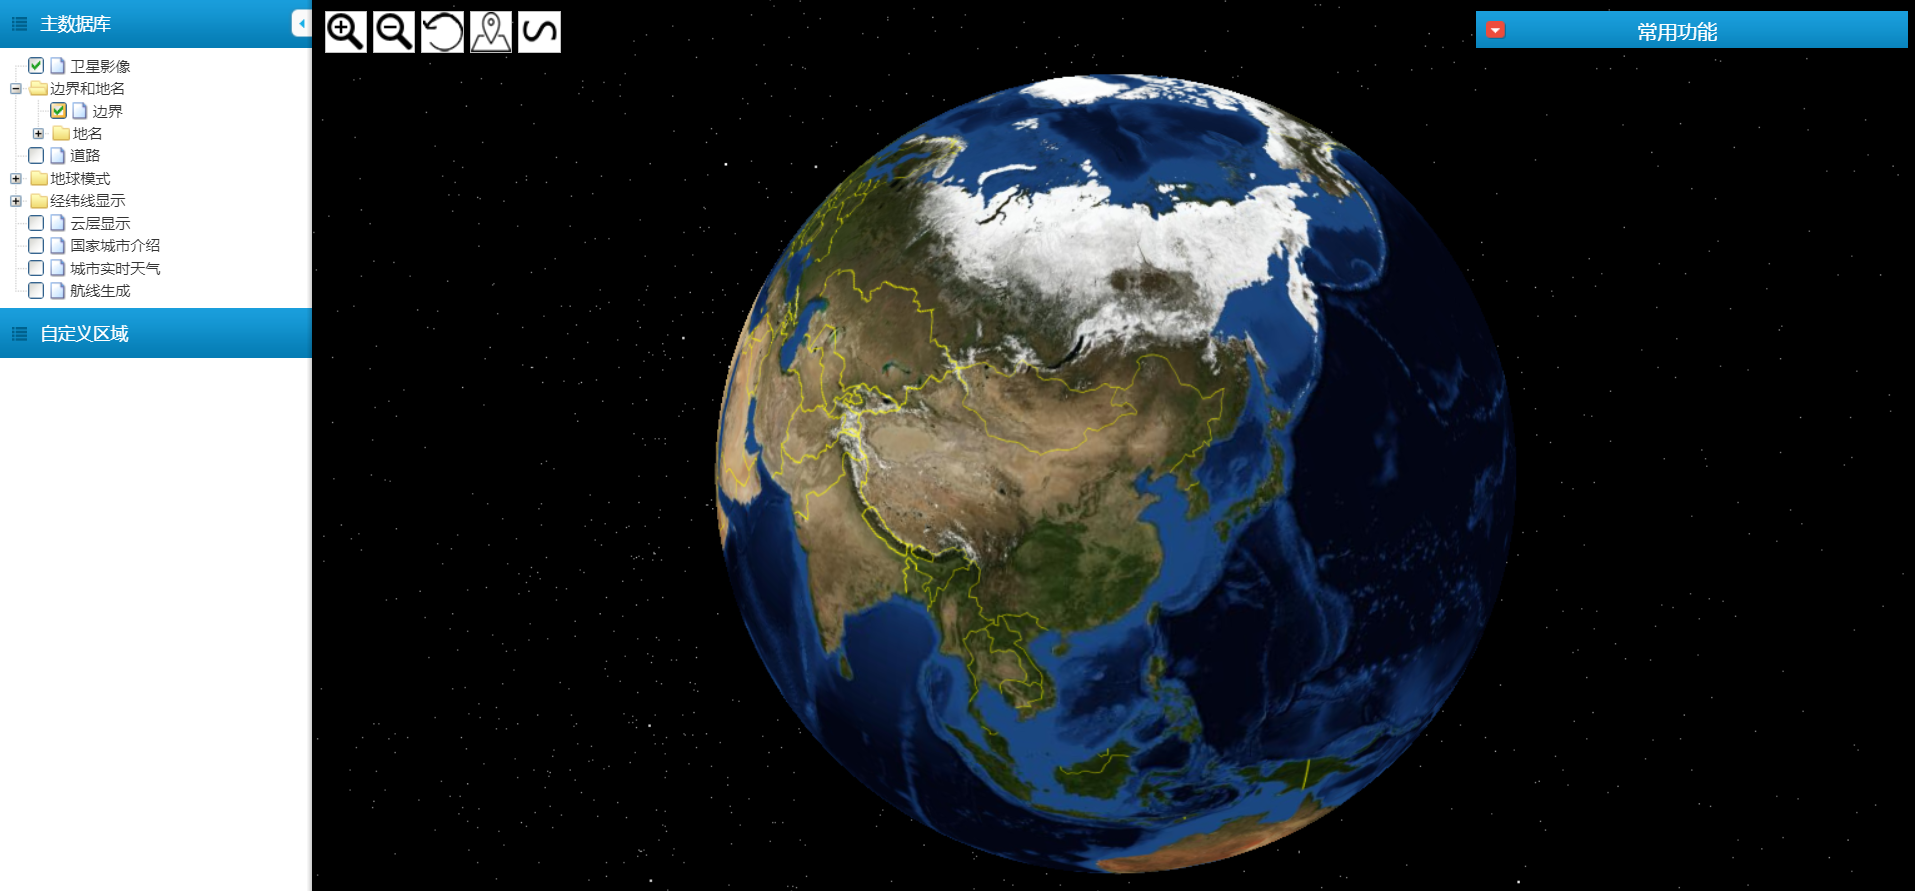 主数据库
卫星影像
边界和地名
边界
地名
道路
地球模式
经纬线显示
云层显示
国家城市介绍
城市实时天气
航线生成
自定义区域
常用功能